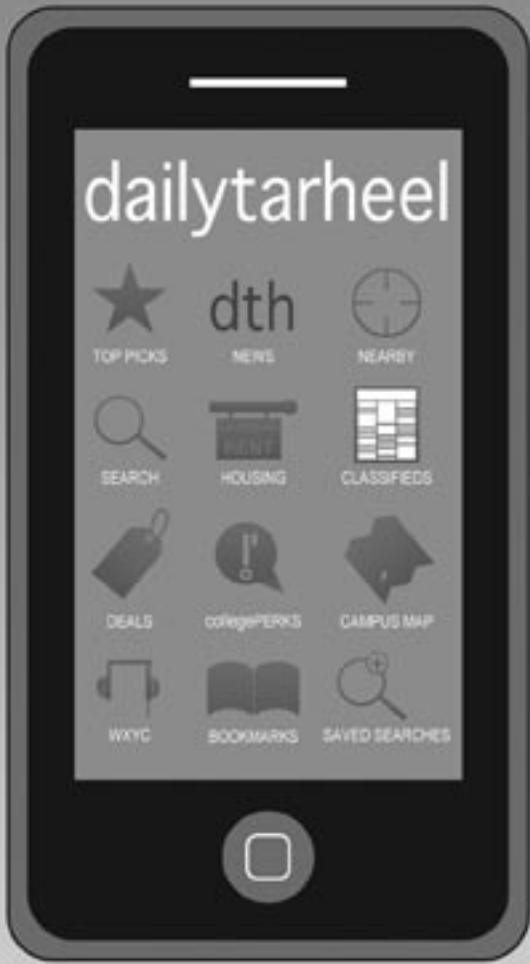 dailytarheel
dth
TOP PICKS NEWS NEARBY
RENT
SEARCH HOUSING CLASSIFIEDS
DEALS collegePERKS CAMPUS MAP
WXYC BOOKMARKS SAVED SEARCHES